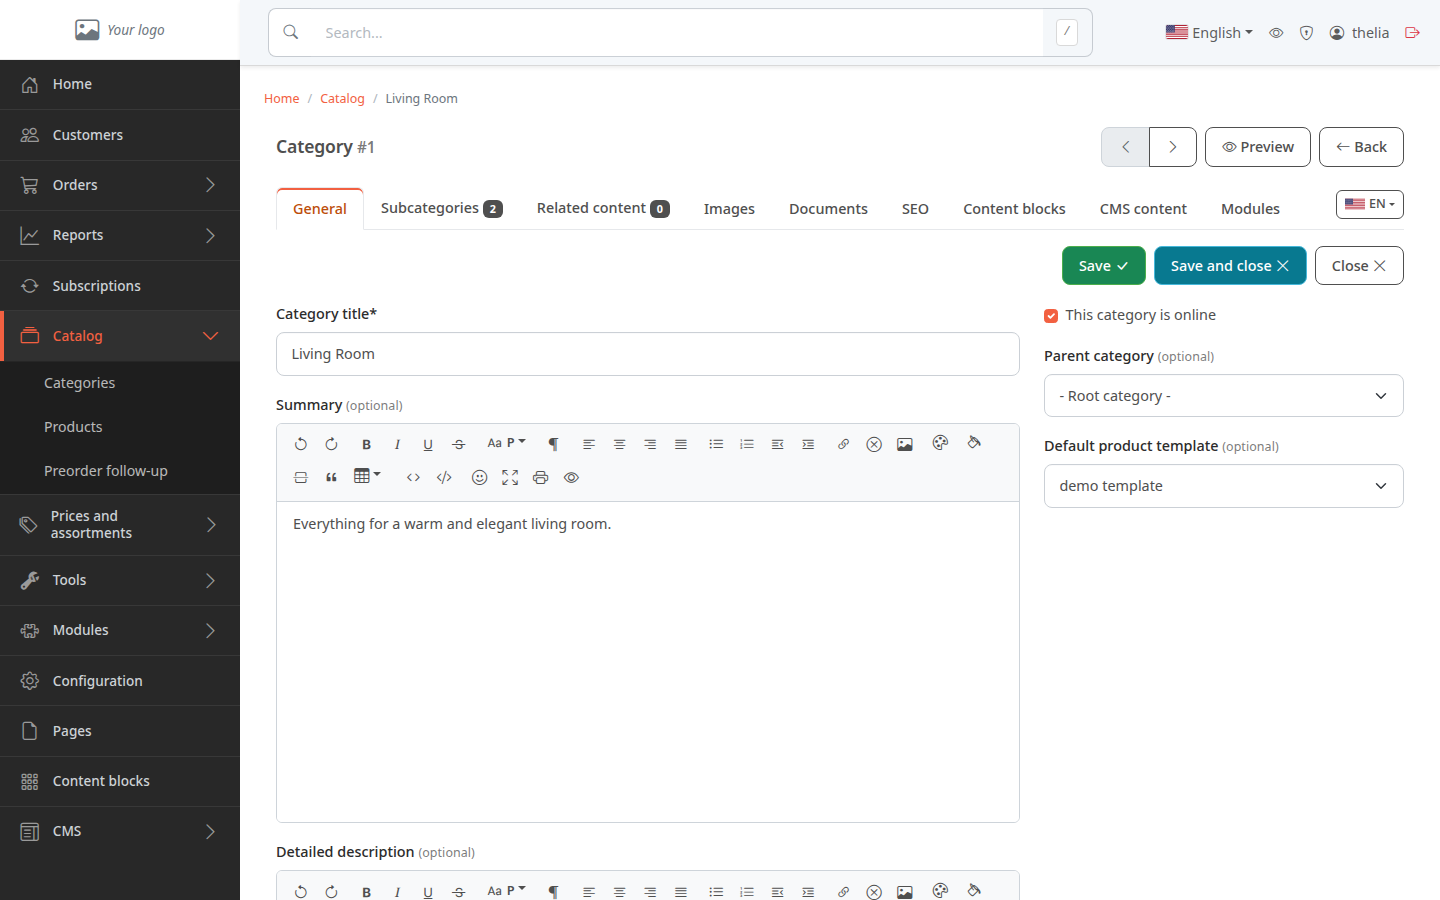 Your logo
Search...
/
English
thelia
Home
Customers
Orders
Reports
Subscriptions
Catalog
Categories
Products
Preorder follow-up
Prices and
assortments
Tools
Modules
Configuration
Pages
Content blocks
CMS
Home / Catalog / Living Room
Category #1
Preview
Back
General
Subcategories 2
Related content 0
Images
Documents
SEO
Content blocks
CMS content
Modules
EN
Save
Save and close
Close
Category title*
Living Room
Summary (optional)
B I U S Aa P ¶
Everything for a warm and elegant living room.
Detailed description (optional)
B I U S Aa P ¶
This category is online
Parent category (optional)
- Root category -
Default product template (optional)
demo template